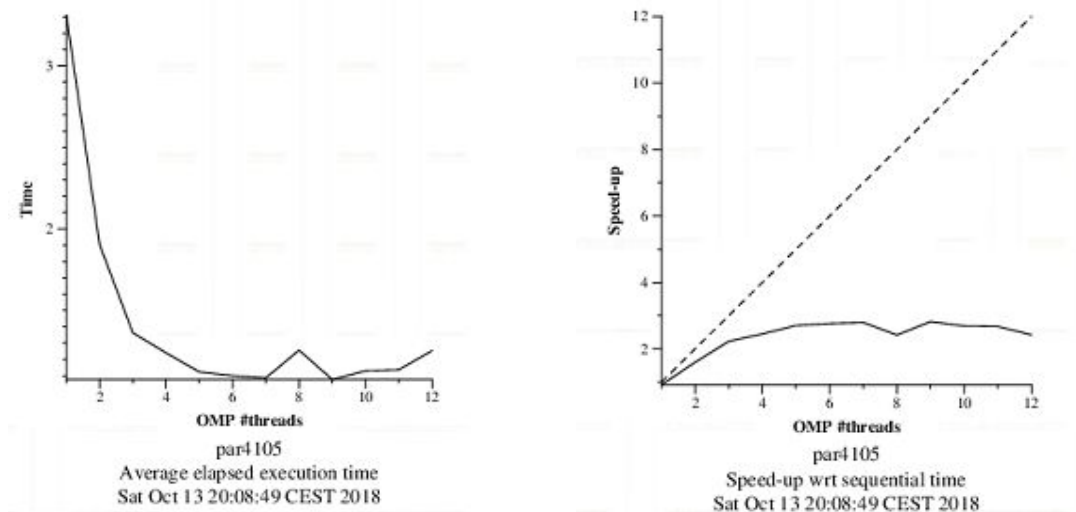 3
2
Time
2
4
6
8
10
12
OMP #threads
par4105
Average elapsed execution time
Sat Oct 13 20:08:49 CEST 2018
12
10
8
6
4
2
Speed-up
2
4
6
8
10
12
OMP #threads
par4105
Speed-up wrt sequential time
Sat Oct 13 20:08:49 CEST 2018